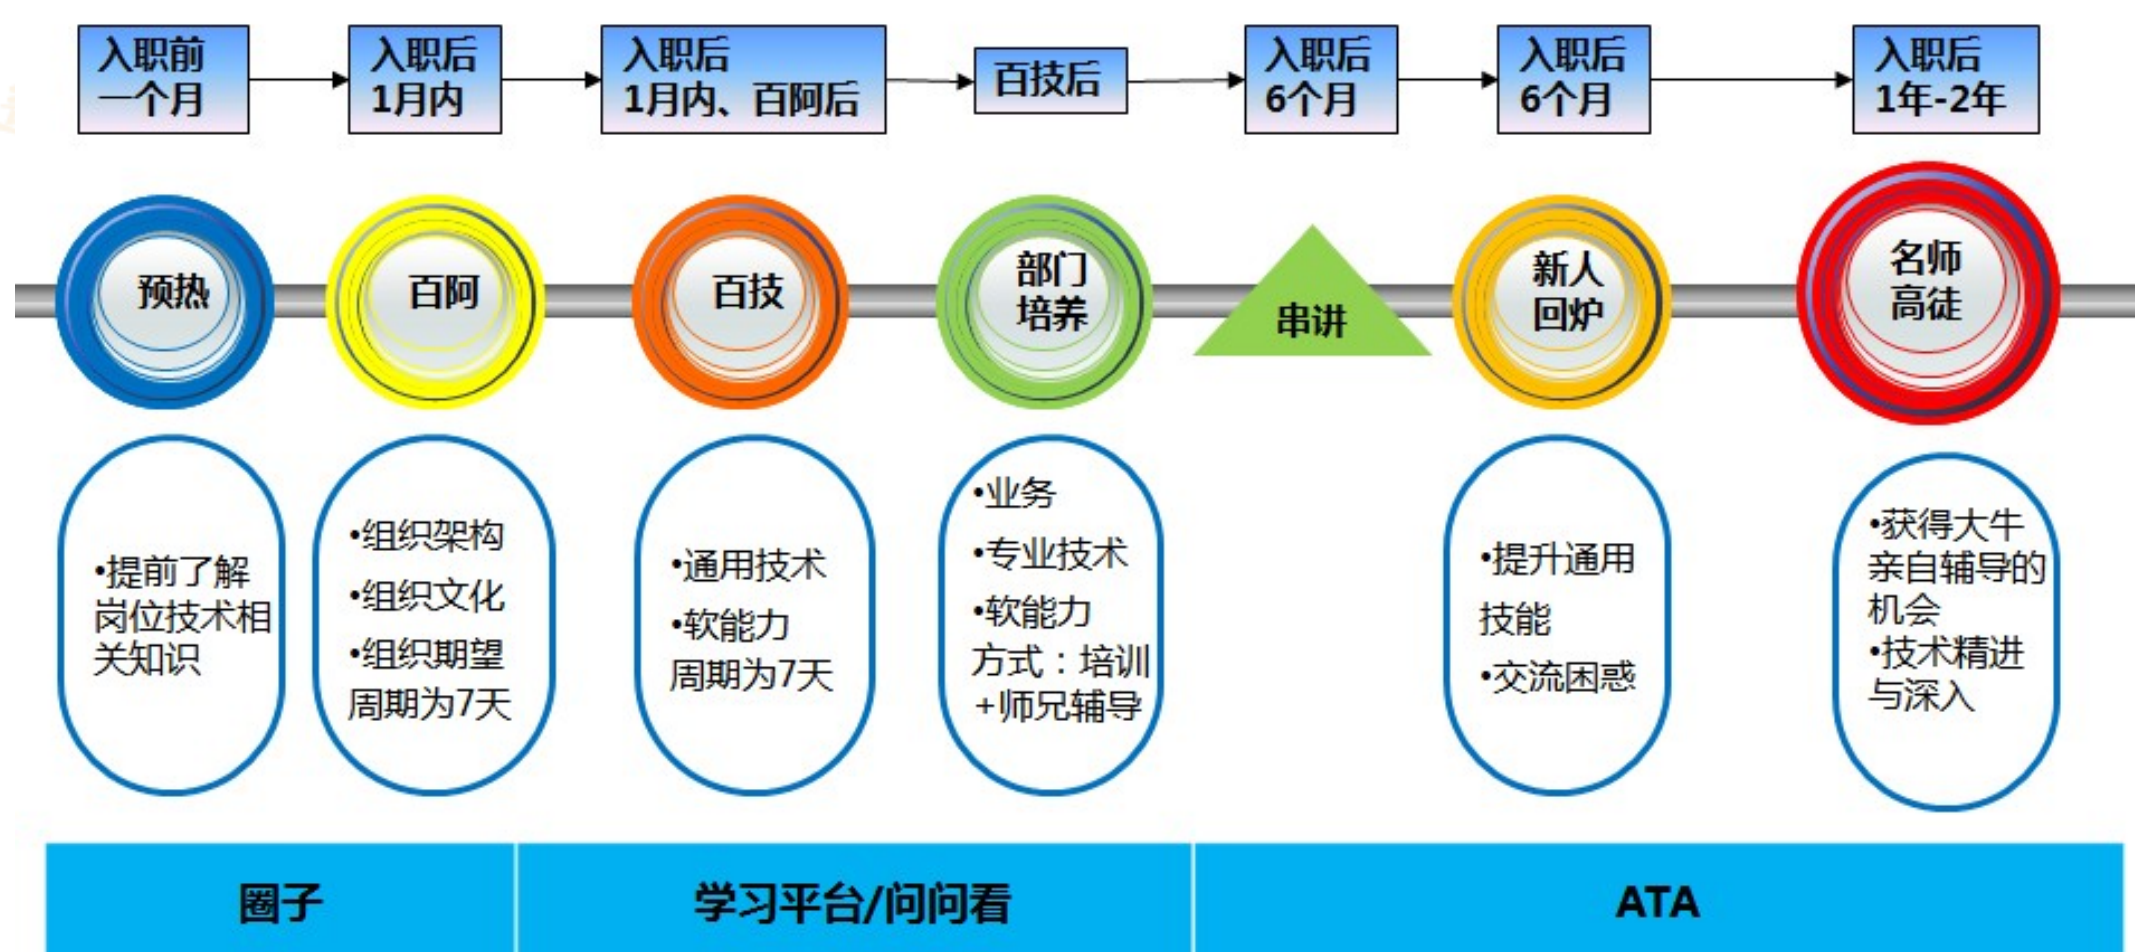 入职前
一个月
入职后
1月内
入职后
1月内、百阿后
百技后
入职后
6个月
入职后
6个月
入职后
1年-2年
预热
百阿
百技
部门
培养
串讲
新人
回炉
名师
高徒
•提前了解
岗位技术相
关知识
•组织架构
•组织文化
•组织期望
周期为7天
•通用技术
•软能力
周期为7天
•业务
•专业技术
•软能力
方式：培训
+师兄辅导
•提升通用
技能
•交流困惑
•获得大牛
亲自辅导的
机会
•技术精进
与深入
圈子
学习平台/问问看
ATA